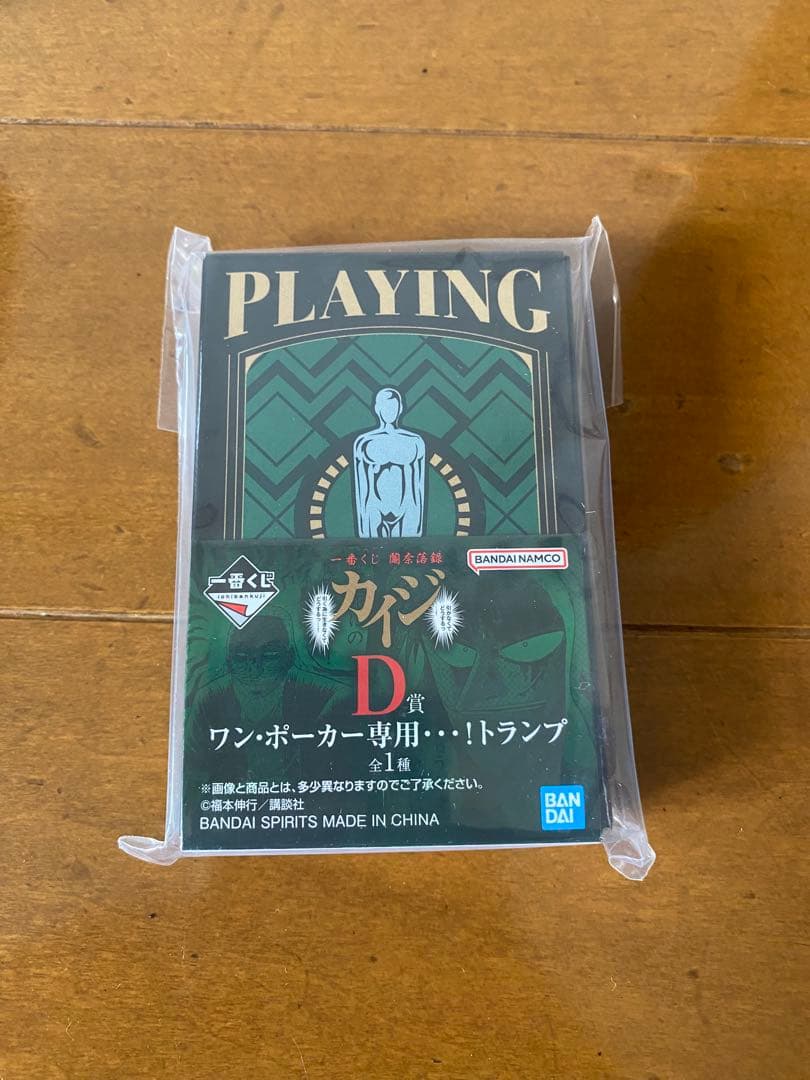 PLAYING
一番くじ 闇奈落録
BANDAI NAMCO
一番くじ
ichibankuji
カイジ
の
D賞
ワン・ポーカー専用・・・!トランプ
全1種
※画像と商品とは、多少異なりますのでご了承ください。
©福本伸行/講談社
BANDAI SPIRITS MADE IN CHINA
BAN
DAI